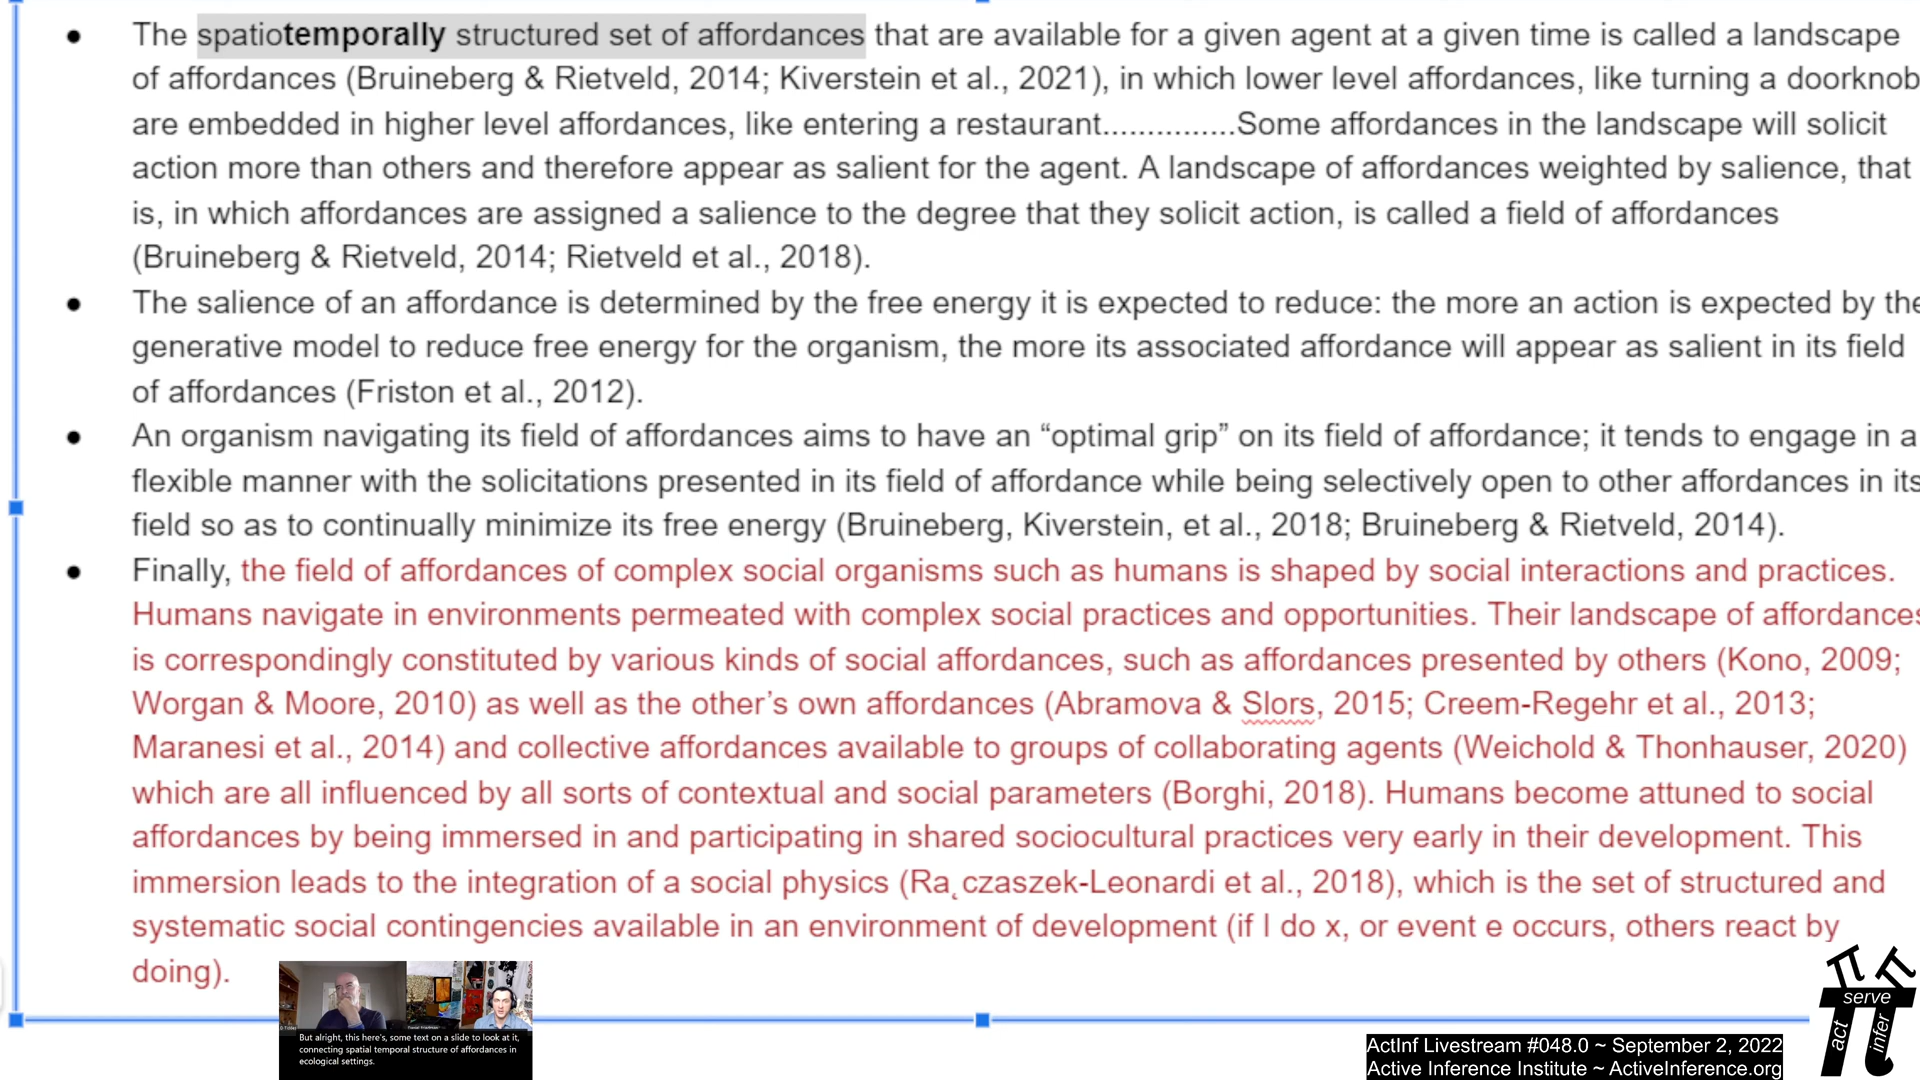 ● The spatiotemporally structured set of affordances that are available for a given agent at a given time is called a landscape
of affordances (Bruineberg & Rietveld, 2014; Kiverstein et al., 2021), in which lower level affordances, like turning a doorknob
are embedded in higher level affordances, like entering a restaurant...............Some affordances in the landscape will solicit
action more than others and therefore appear as salient for the agent. A landscape of affordances weighted by salience, that
is, in which affordances are assigned a salience to the degree that they solicit action, is called a field of affordances
(Bruineberg & Rietveld, 2014; Rietveld et al., 2018).
● The salience of an affordance is determined by the free energy it is expected to reduce: the more an action is expected by the
generative model to reduce free energy for the organism, the more its associated affordance will appear as salient in its field
of affordances (Friston et al., 2012).
● An organism navigating its field of affordances aims to have an “optimal grip” on its field of affordance; it tends to engage in a
flexible manner with the solicitations presented in its field of affordance while being selectively open to other affordances in its
field so as to continually minimize its free energy (Bruineberg, Kiverstein, et al., 2018; Bruineberg & Rietveld, 2014).
● Finally, the field of affordances of complex social organisms such as humans is shaped by social interactions and practices.
Humans navigate in environments permeated with complex social practices and opportunities. Their landscape of affordances
is correspondingly constituted by various kinds of social affordances, such as affordances presented by others (Kono, 2009;
Worgan & Moore, 2010) as well as the other’s own affordances (Abramova & Slors, 2015; Creem-Regehr et al., 2013;
Maranesi et al., 2014) and collective affordances available to groups of collaborating agents (Weichold & Thonhauser, 2020)
which are all influenced by all sorts of contextual and social parameters (Borghi, 2018). Humans become attuned to social
affordances by being immersed in and participating in shared sociocultural practices very early in their development. This
immersion leads to the integration of a social physics (Ra˛czaszek-Leonardi et al., 2018), which is the set of structured and
systematic social contingencies available in an environment of development (if I do x, or event e occurs, others react by
doing).
But alright, this here's, some text on a slide to look at it,
connecting spatial temporal structure of affordances in
ecological settings.
serve
act
infer
ActInf Livestream #048.0 ~ September 2, 2022
Active Inference Institute ~ ActiveInference.org